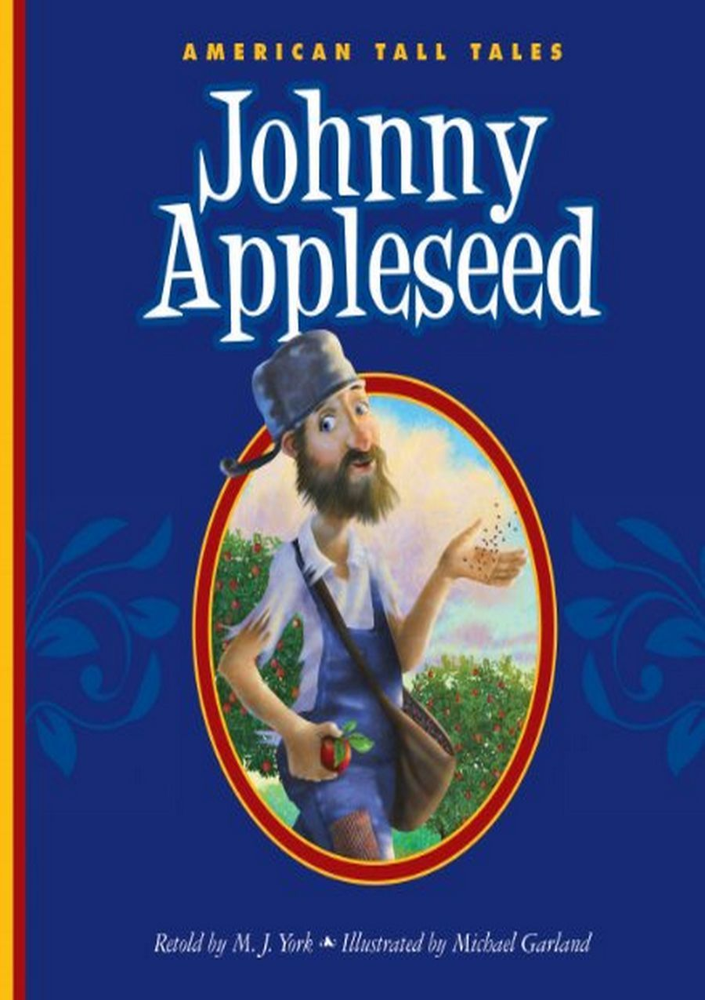 AMERICAN TALL TALES
Johnny
Appleseed
Retold by M. J. York ❧ Illustrated by Michael Garland